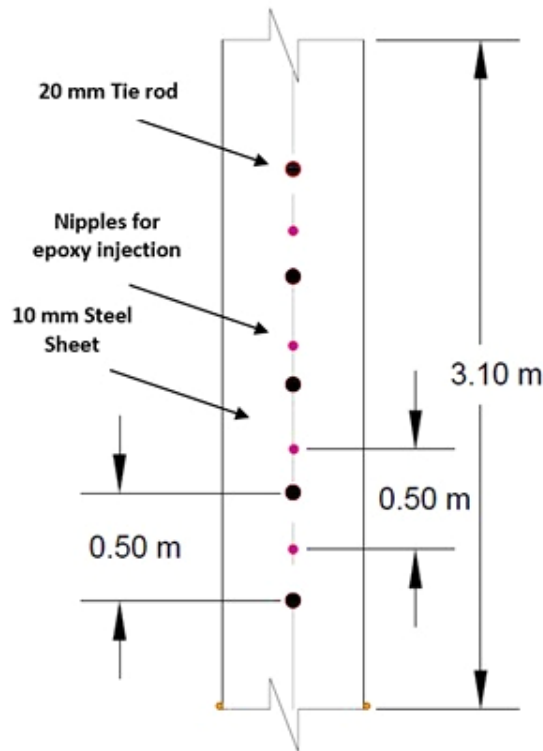 20 mm Tie rod
Nipples for
epoxy injection
10 mm Steel
Sheet
3.10 m
0.50 m
0.50 m